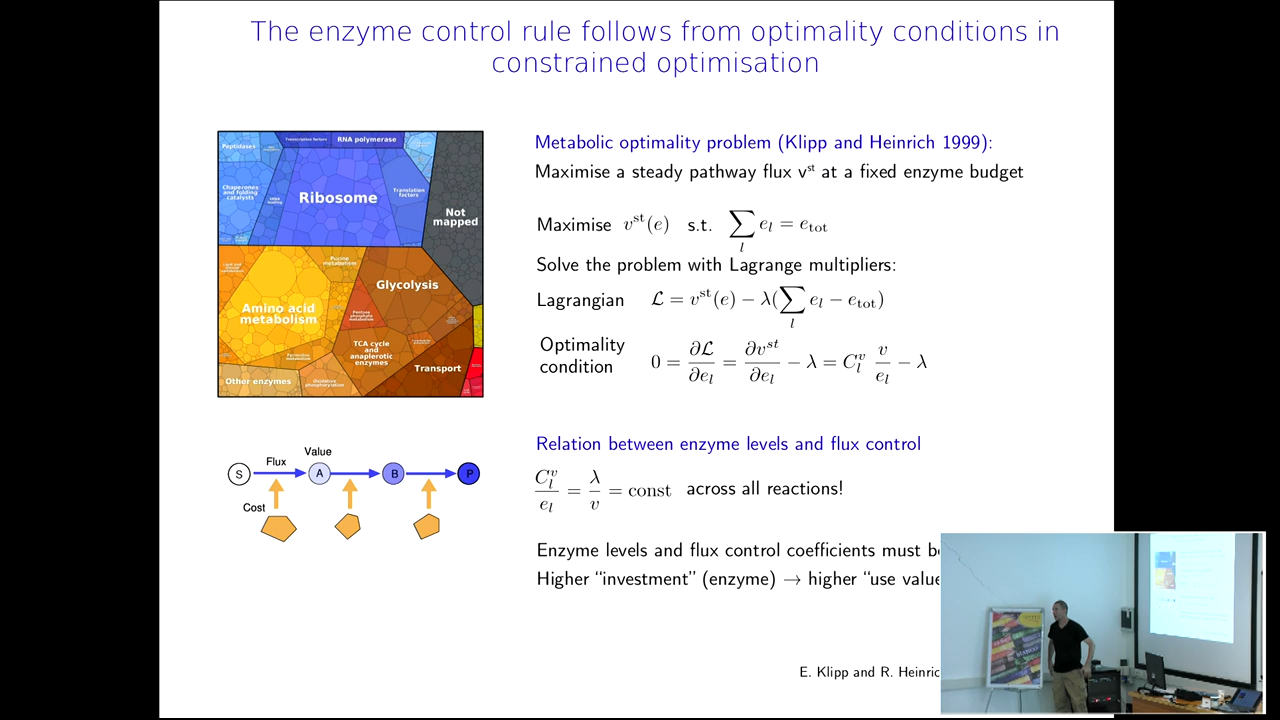 The enzyme control rule follows from optimality conditions in
constrained optimisation
Metabolic optimality problem (Klipp and Heinrich 1999):
Maximise a steady pathway flux vˢᵗ at a fixed enzyme budget
Maximise v^st(e) s.t. ∑_l e_l = e_tot
Solve the problem with Lagrange multipliers:
Lagrangian ℒ = v^st(e) − λ(∑_l e_l − e_tot)
Optimality
condition 0 = ∂ℒ/∂e_l = ∂v^st/∂e_l − λ = C_l^v v/e_l − λ
Relation between enzyme levels and flux control
C_l^v/e_l = λ/v = const across all reactions!
Enzyme levels and flux control coefficients must b
Higher "investment" (enzyme) → higher "use value
E. Klipp and R. Heinric
Peptidases
Transcription factors
RNA polymerase
Chaperones
and folding
catalysts
Ribosome
Translation
factors
Not
mapped
Purine
metabolism
Amino acid
metabolism
Glycolysis
Pentose
phosphate
metabolism
TCA cycle
and
anaplerotic
enzymes
Pyrimidine
metabolism
Other enzymes
Oxidative
phosphorylation
Transport
Value
Flux
S
A
B
P
Cost